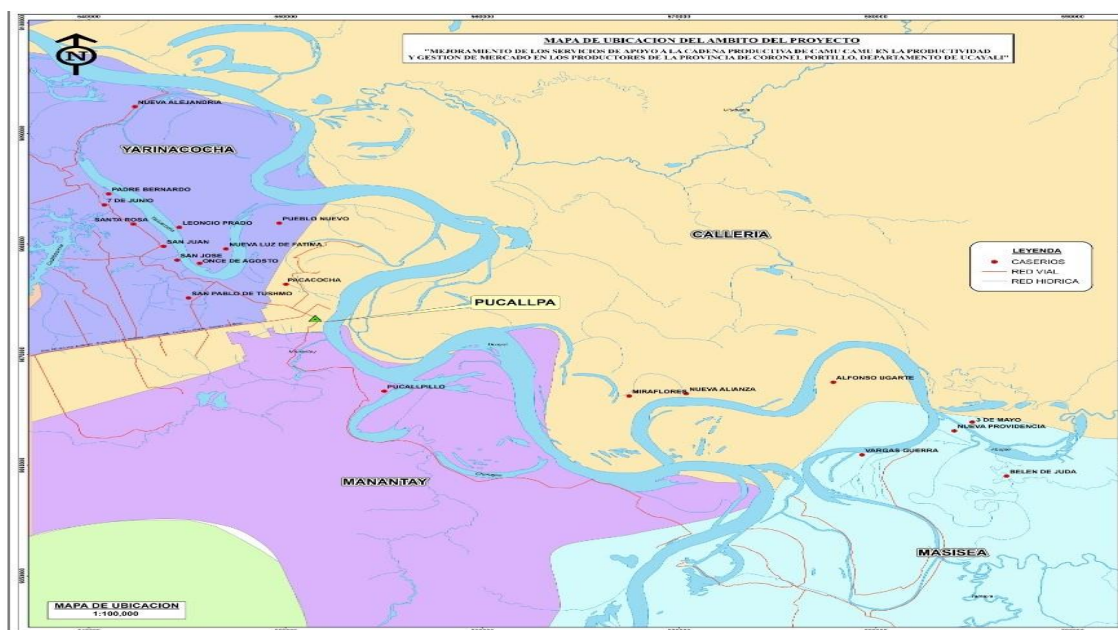 MAPA DE UBICACION DEL AMBITO DEL PROYECTO
"MEJORAMIENTO DE LOS SERVICIOS DE APOYO A LA CADENA PRODUCTIVA DE CAMU CAMU EN LA PRODUCTIVIDAD
Y GESTION DE MERCADO EN LOS PRODUCTORES DE LA PROVINCIA DE CORONEL PORTILLO, DEPARTAMENTO DE UCAYALI"
N
NUEVA ALEJANDRIA
YARINACOCHA
PADRE BERNARDO
7 DE JUNIO
SANTA ROSA
LEONCIO PRADO
PUEBLO NUEVO
CALLERIA
SAN JUAN
NUEVA LUZ DE FATIMA
SAN JOSE
ONCE DE AGOSTO
LEYENDA
CASERIOS
RED VIAL
RED HIDRICA
PACACOCHA
SAN PABLO DE TUSHMO
PUCALLPA
PUCALLPILLO
MIRAFLORES
NUEVA ALIANZA
ALFONSO UGARTE
3 DE MAYO
NUEVA PROVIDENCIA
VARGAS GUERRA
BELEN DE JUDA
MANANTAY
MASISEA
MAPA DE UBICACION
1:100,000